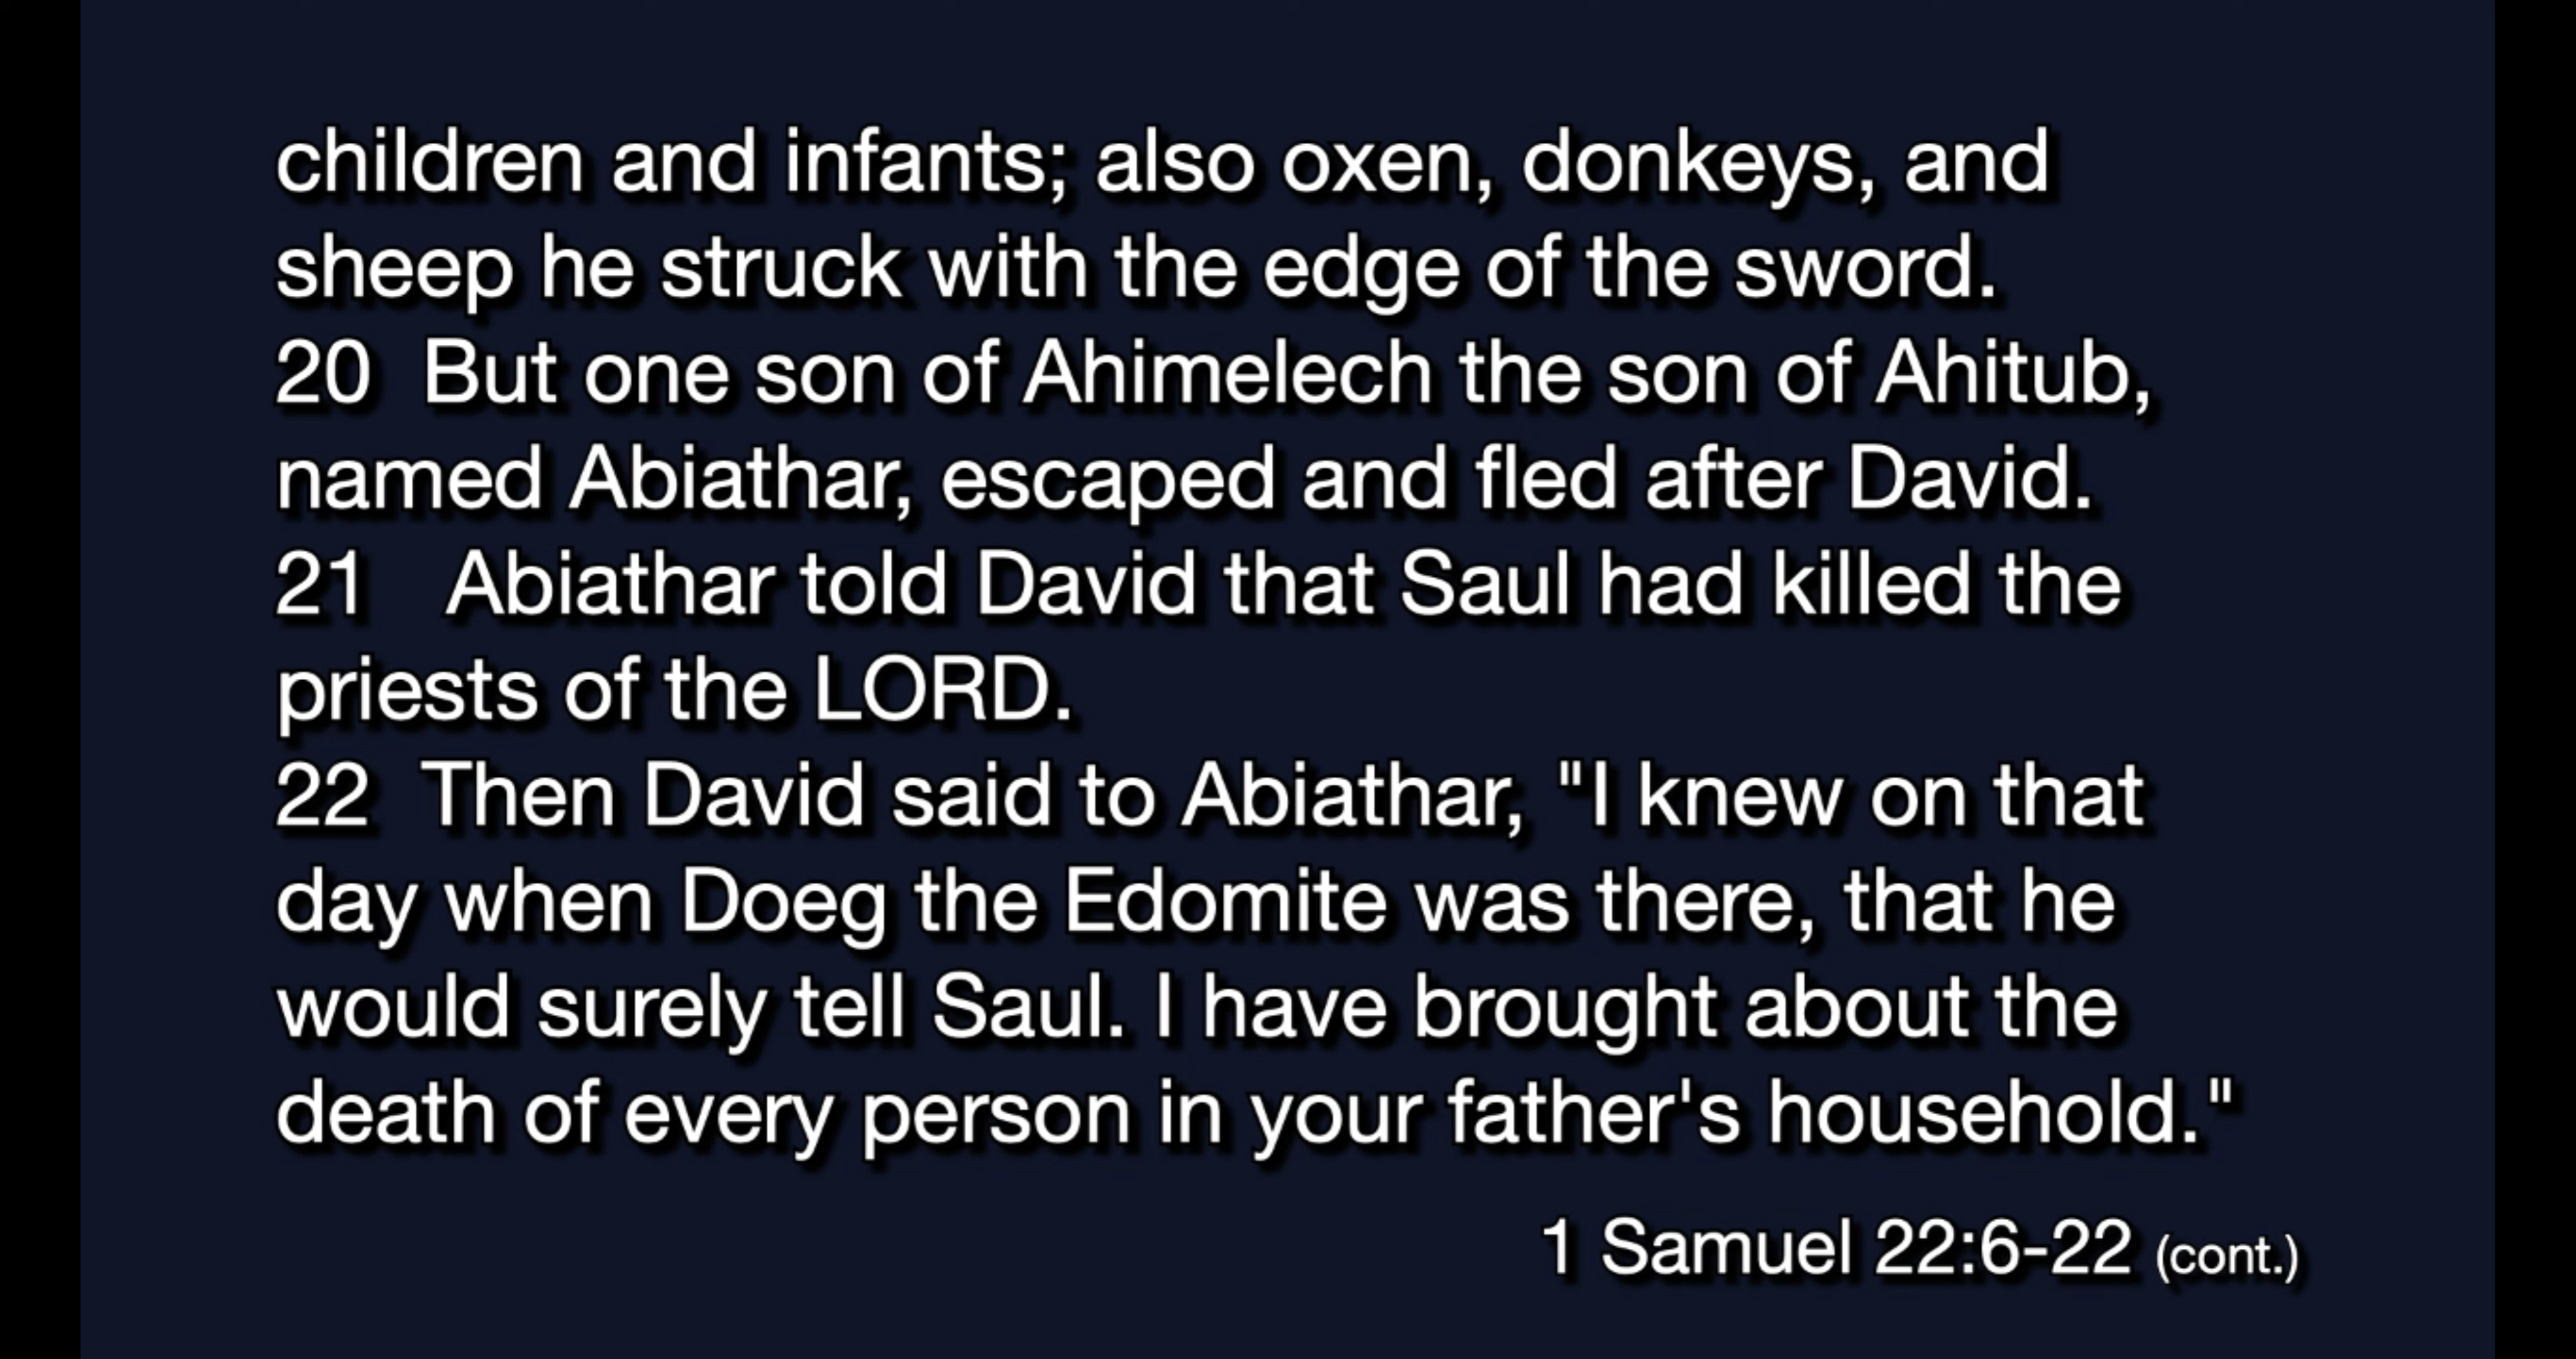 children and infants; also oxen, donkeys, and
sheep he struck with the edge of the sword.
20 But one son of Ahimelech the son of Ahitub,
named Abiathar, escaped and fled after David.
21 Abiathar told David that Saul had killed the
priests of the LORD.
22 Then David said to Abiathar, "I knew on that
day when Doeg the Edomite was there, that he
would surely tell Saul. I have brought about the
death of every person in your father's household."
1 Samuel 22:6-22 (cont.)